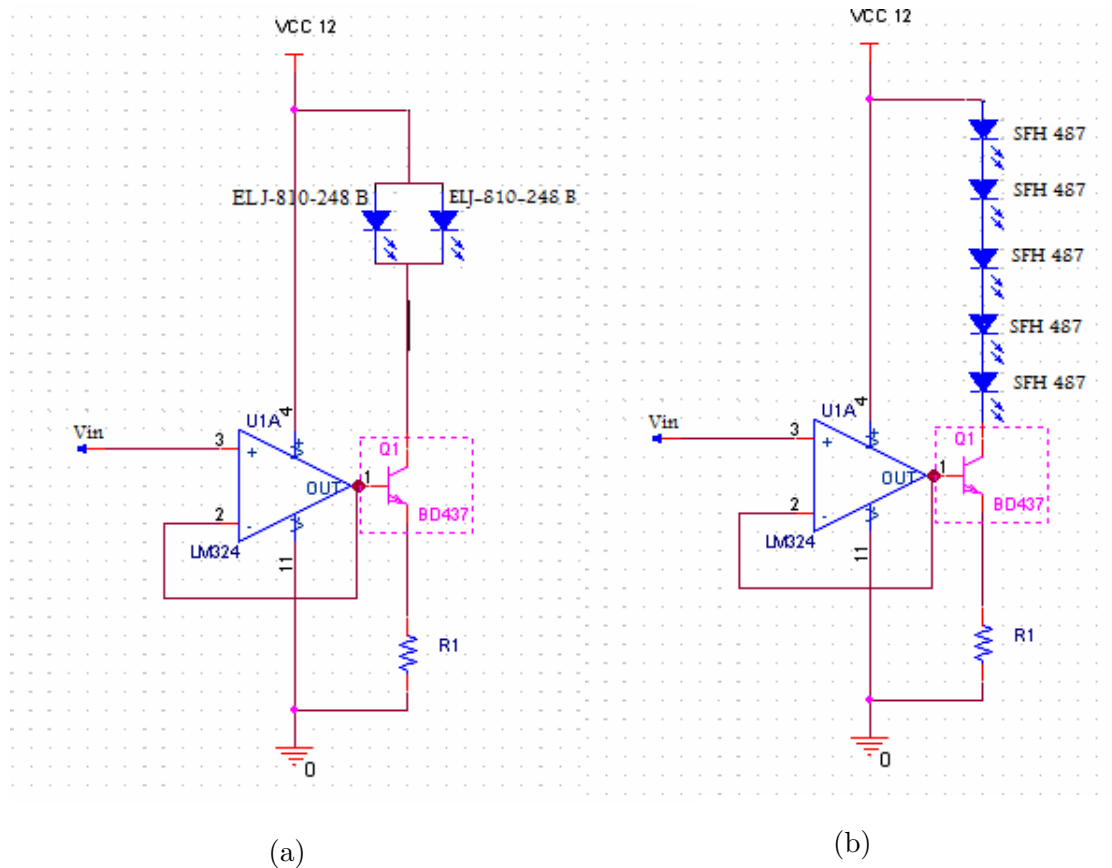 VCC 12
ELJ-810-248 B
ELJ-810-248 B
U1A
4
Vin
3
+
1
OUT
2
-
LM324
11
Q1
BD437
R1
0
(a)
VCC 12
SFH 487
SFH 487
SFH 487
SFH 487
SFH 487
U1A
4
Vin
3
+
1
OUT
2
-
LM324
11
Q1
BD437
R1
0
(b)